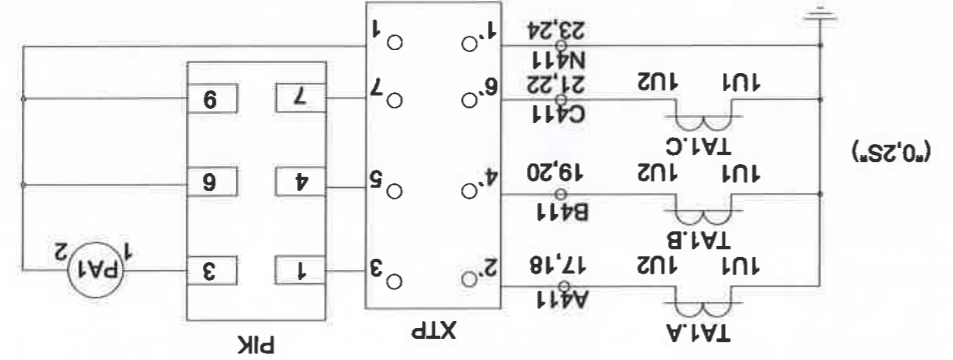 TA1.A
XTP
PIK
A411
1U1 1U2 17,18 2' 3 1 3 1 PA1 2
TA1.B
B411
1U1 1U2 19,20 4' 5 4 6
("0,2S")
TA1.C
C411
1U1 1U2 21,22 6' 7 7 9
N411
23,24 1' 1